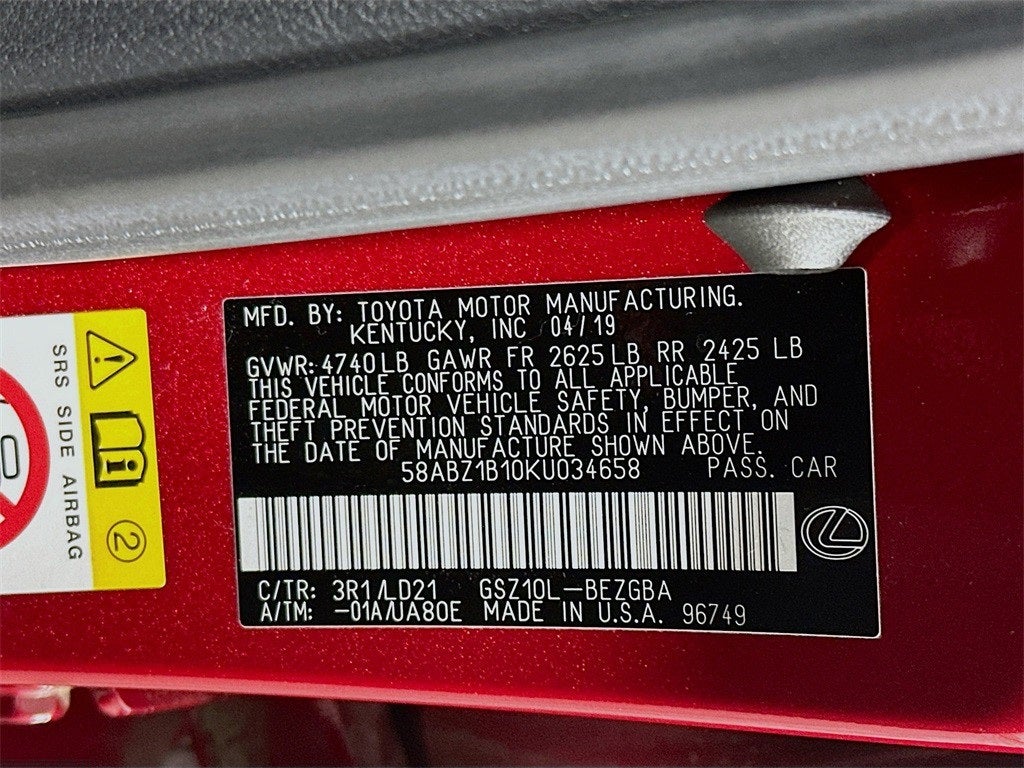 MFD. BY: TOYOTA MOTOR MANUFACTURING.
KENTUCKY, INC 04/19
GVWR: 4740 LB GAWR FR 2625 LB RR 2425 LB
THIS VEHICLE CONFORMS TO ALL APPLICABLE
FEDERAL MOTOR VEHICLE SAFETY, BUMPER, AND
THEFT PREVENTION STANDARDS IN EFFECT ON
THE DATE OF MANUFACTURE SHOWN ABOVE.
58ABZ1B10KU034658 PASS. CAR
C/TR: 3R1/LD21 GSZ10L-BEZGBA
A/TM: -01A/UA80E MADE IN U.S.A. 96749
SRS SIDE AIRBAG
2